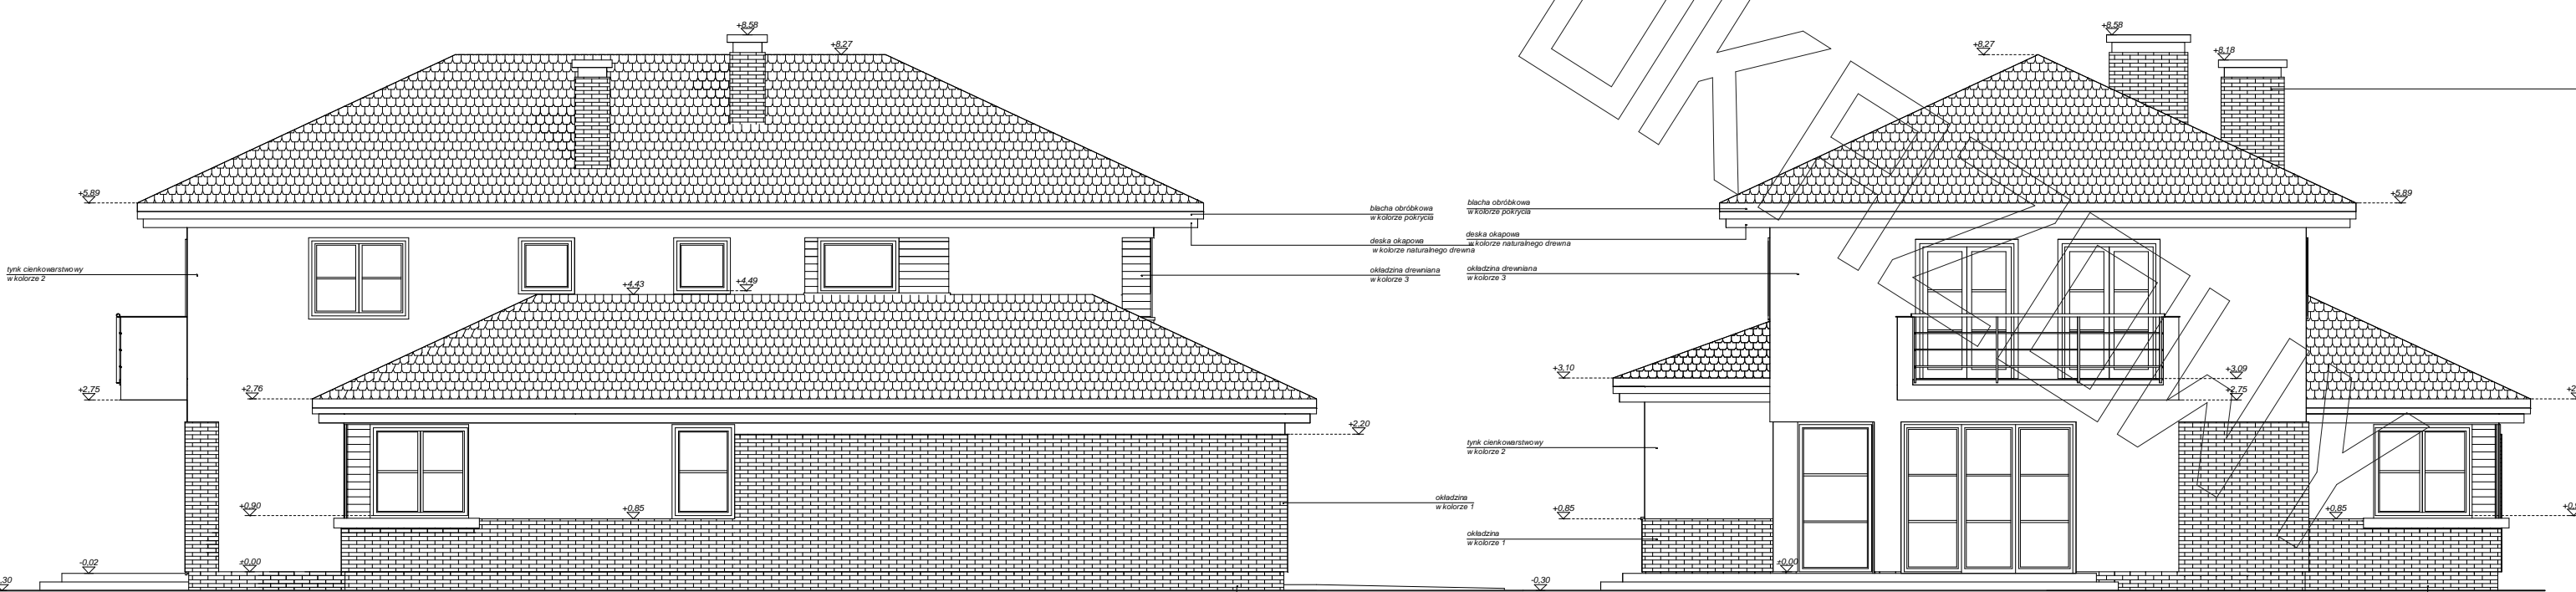 +8,58
+8,27
+5,89
tynk cienkowarstwowy
w kolorze 2
+4,43
+4,49
+2,75
+2,76
+2,20
+0,90
+0,85
-0,02
±0,00
blacha obróbkowa
w kolorze pokrycia
deska okapowa
w kolorze naturalnego drewna
okładzina drewniana
w kolorze 3
okładzina
w kolorze 1
+8,58
+8,27
+8,18
blacha obróbkowa
w kolorze pokrycia
+5,89
deska okapowa
w kolorze naturalnego drewna
okładzina drewniana
w kolorze 3
+3,10
+3,09
+2,75
tynk cienkowarstwowy
w kolorze 2
+0,85
+0,85
okładzina
w kolorze 1
±0,00
-0,30